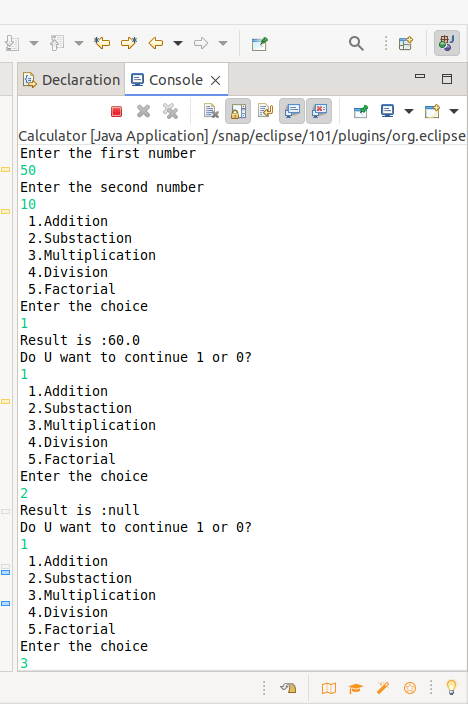 Declaration Console
Calculator [Java Application] /snap/eclipse/101/plugins/org.eclipse
Enter the first number
50
Enter the second number
10
1.Addition
2.Substaction
3.Multiplication
4.Division
5.Factorial
Enter the choice
1
Result is :60.0
Do U want to continue 1 or 0?
1
1.Addition
2.Substaction
3.Multiplication
4.Division
5.Factorial
Enter the choice
2
Result is :null
Do U want to continue 1 or 0?
1
1.Addition
2.Substaction
3.Multiplication
4.Division
5.Factorial
Enter the choice
3